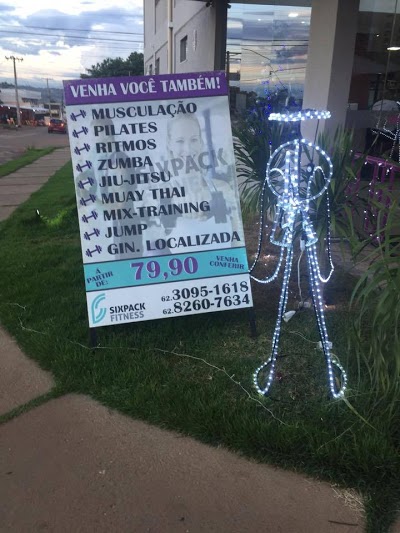 VENHA VOCÊ TAMBÉM!
MUSCULAÇÃO
PILATES
RITMOS
ZUMBA
JIU-JITSU
MUAY THAI
MIX-TRAINING
JUMP
GIN. LOCALIZADA
SIXPACK
A PARTIR DE: 79,90 VENHA CONFERIR
SIXPACK FITNESS
62. 3095-1618
62. 8260-7634